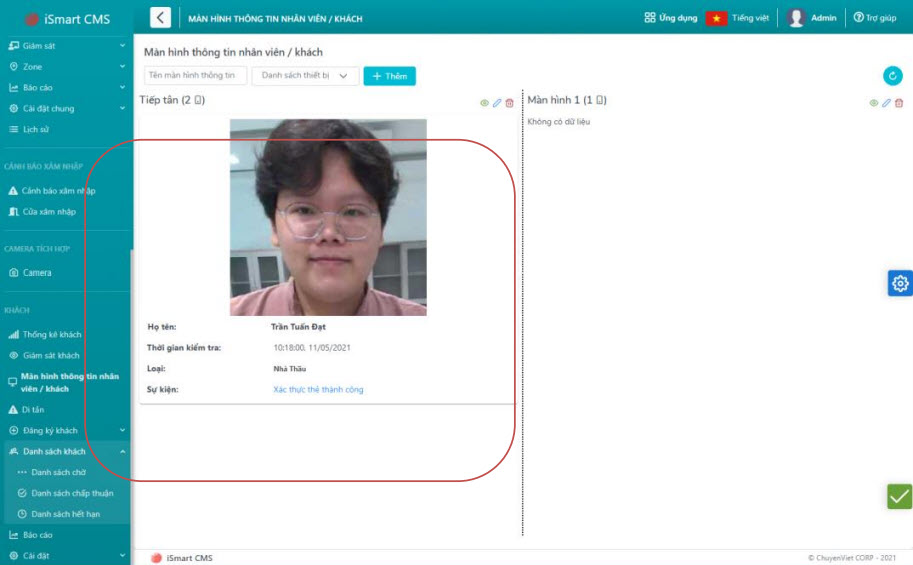 iSmart CMS
MÀN HÌNH THÔNG TIN NHÂN VIÊN / KHÁCH
Ứng dụng
Tiếng việt
Admin
Trợ giúp
Giám sát
Zone
Báo cáo
Cài đặt chung
Lịch sử
CẢNH BÁO XÂM NHẬP
Cảnh báo xâm nhập
Cửa xâm nhập
CAMERA TÍCH HỢP
Camera
KHÁCH
Thống kê khách
Giám sát khách
Màn hình thông tin nhân
viên / khách
Di tản
Đăng ký khách
Danh sách khách
Danh sách chờ
Danh sách chấp thuận
Danh sách hết hạn
Báo cáo
Cài đặt
Màn hình thông tin nhân viên / khách
Tên màn hình thông tin
Danh sách thiết bị
+ Thêm
Tiếp tân (2 )
Họ tên: Trần Tuấn Đạt
Thời gian kiểm tra: 10:18:00, 11/05/2021
Loại: Nhà Thầu
Sự kiện: Xác thực thẻ thành công
Màn hình 1 (1 )
Không có dữ liệu
iSmart CMS
© ChuyenViet CORP - 2021